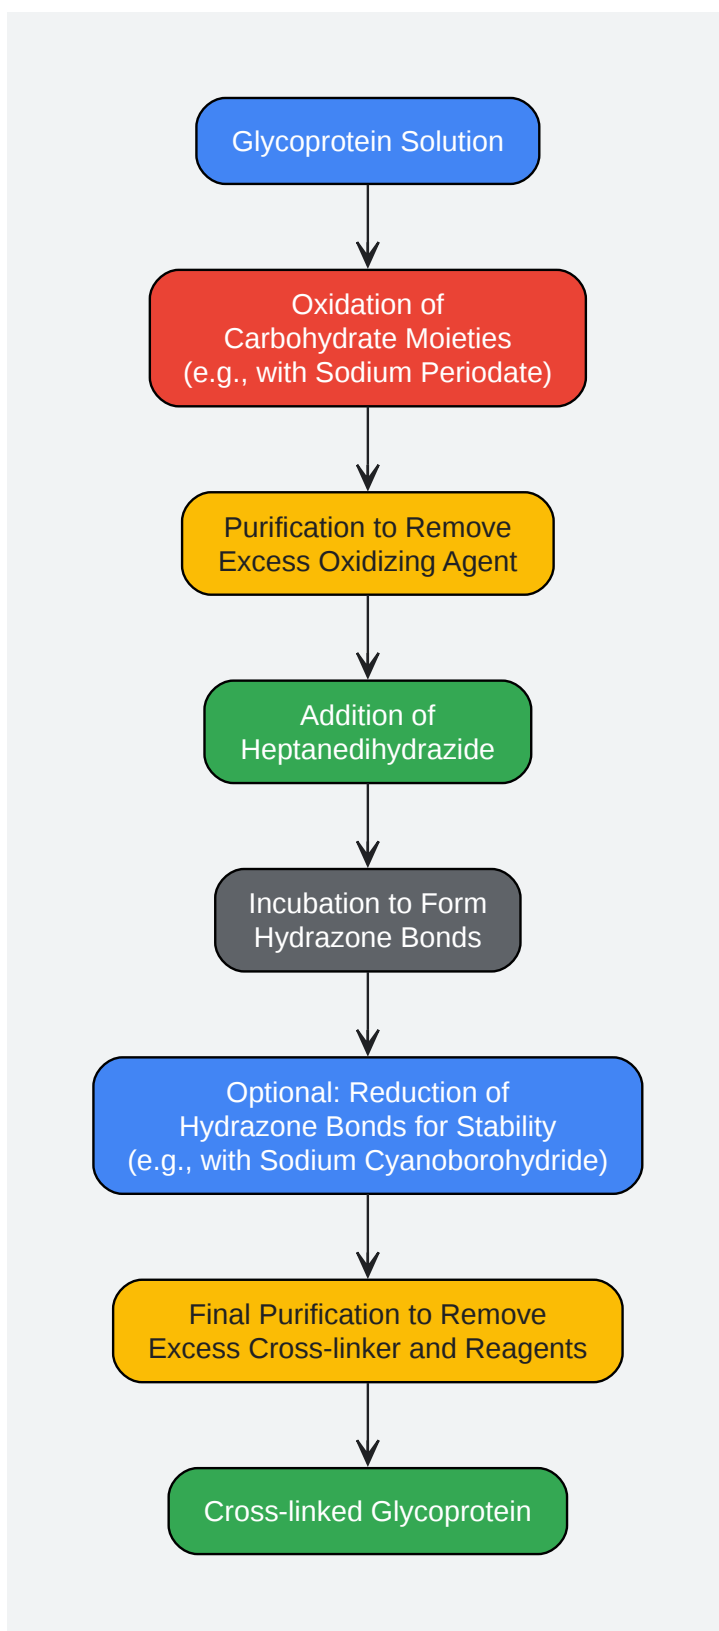 Glycoprotein Solution
Oxidation of
Carbohydrate Moieties
(e.g., with Sodium Periodate)
Purification to Remove
Excess Oxidizing Agent
Addition of
Heptanedihydrazide
Incubation to Form
Hydrazone Bonds
Optional: Reduction of
Hydrazone Bonds for Stability
(e.g., with Sodium Cyanoborohydride)
Final Purification to Remove
Excess Cross-linker and Reagents
Cross-linked Glycoprotein